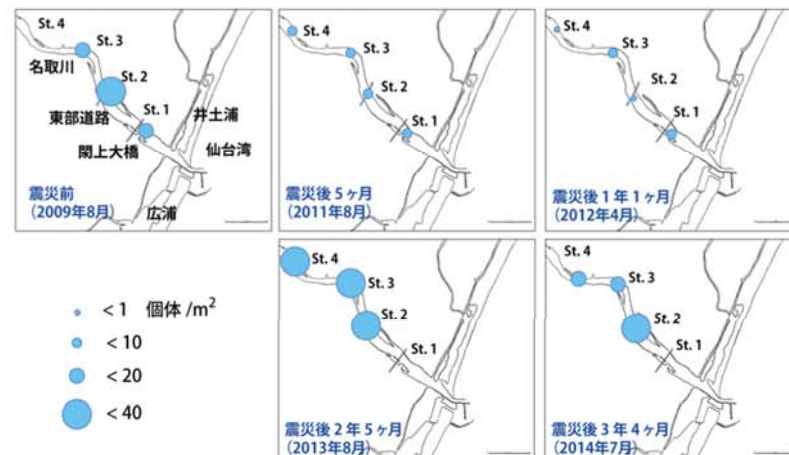 St. 4
St. 3
名取川
St. 2
St. 1
東部道路
井土浦
閖上大橋
仙台湾
震災前
(2009年8月)
広浦
St. 4
St. 3
St. 2
St. 1
震災後5ヶ月
(2011年8月)
St. 4
St. 3
St. 2
St. 1
震災後1年1ヶ月
(2012年4月)
< 1 個体 /m²
< 10
< 20
< 40
St. 4
St. 3
St. 2
St. 1
震災後2年5ヶ月
(2013年8月)
St. 4
St. 3
St. 2
St. 1
震災後3年4ヶ月
(2014年7月)